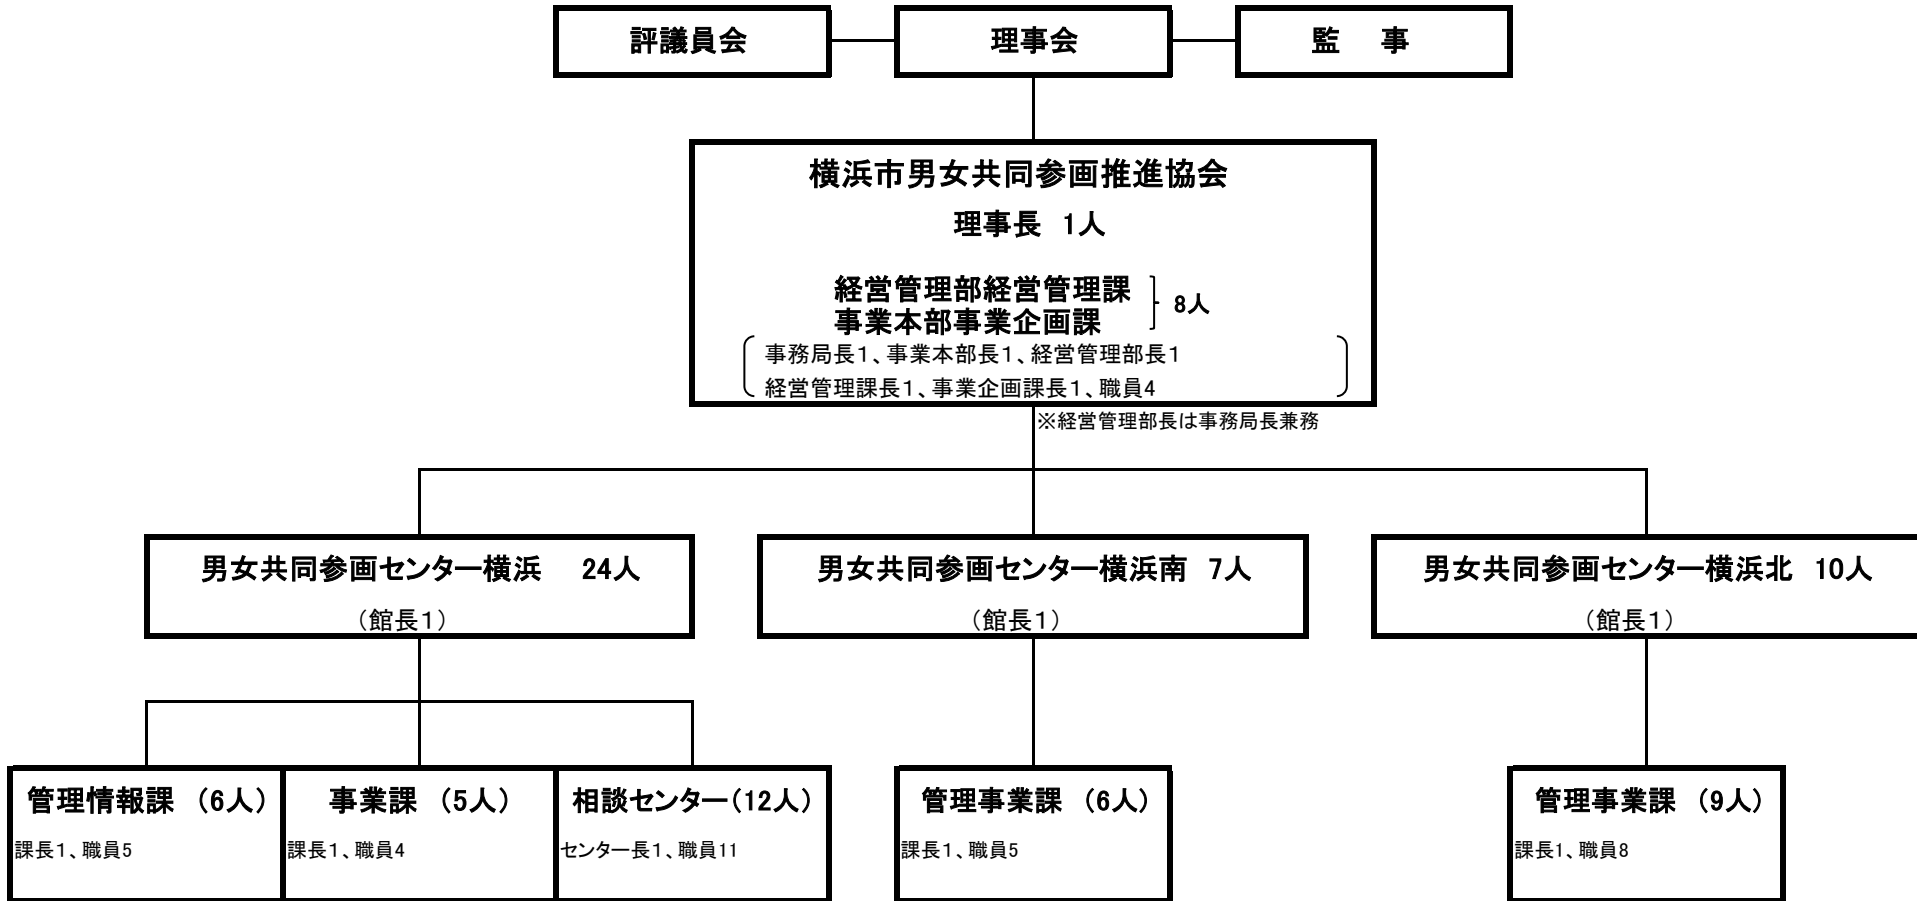 評議員会
理事会
監　事
横浜市男女共同参画推進協会
理事長　1人
経営管理部経営管理課
事業本部事業企画課
8人
事務局長1、事業本部長1、経営管理部長1
経営管理課長1、事業企画課長1、職員4
※経営管理部長は事務局長兼務
男女共同参画センター横浜　24人
（館長1）
男女共同参画センター横浜南　7人
（館長1）
男女共同参画センター横浜北　10人
（館長1）
管理情報課　（6人）
課長1、職員5
事業課　（5人）
課長1、職員4
相談センター（12人）
センター長1、職員11
管理事業課　（6人）
課長1、職員5
管理事業課　（9人）
課長1、職員8